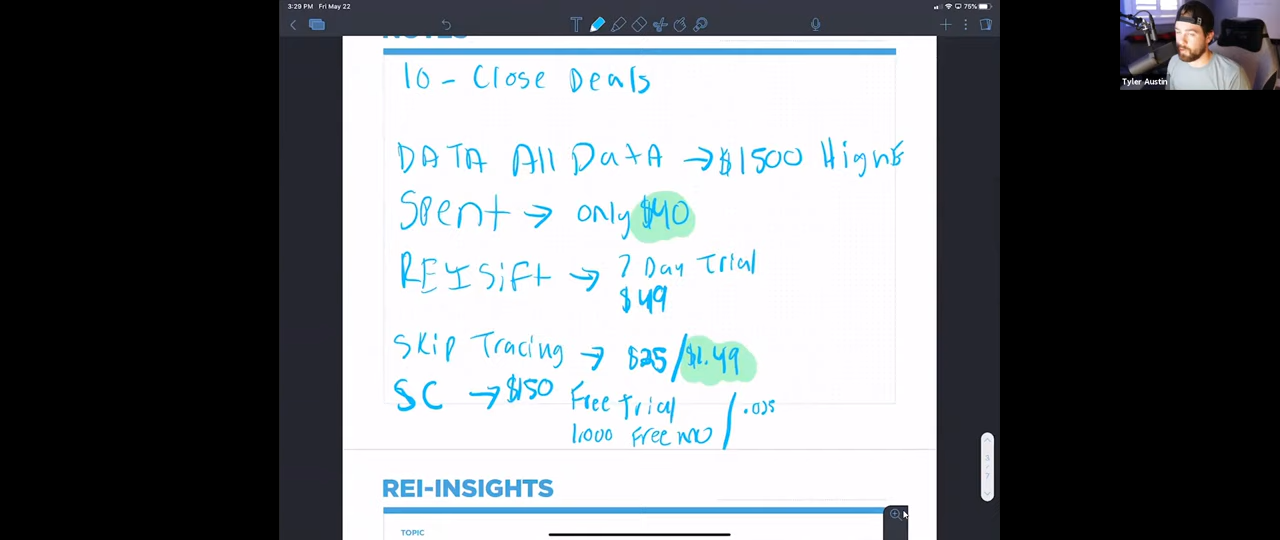 3:29 PM Fri May 22
75%
Tyler Austin
NOTES
10 - Close Deals
DATA All Data → $1500 Highe
Spent → only $40
REISift → 7 Day Trial
$49
Skip Tracing → $25/$1.49
SC → $150 Free trial / .025
1,000 Free mo
REI-INSIGHTS
TOPIC